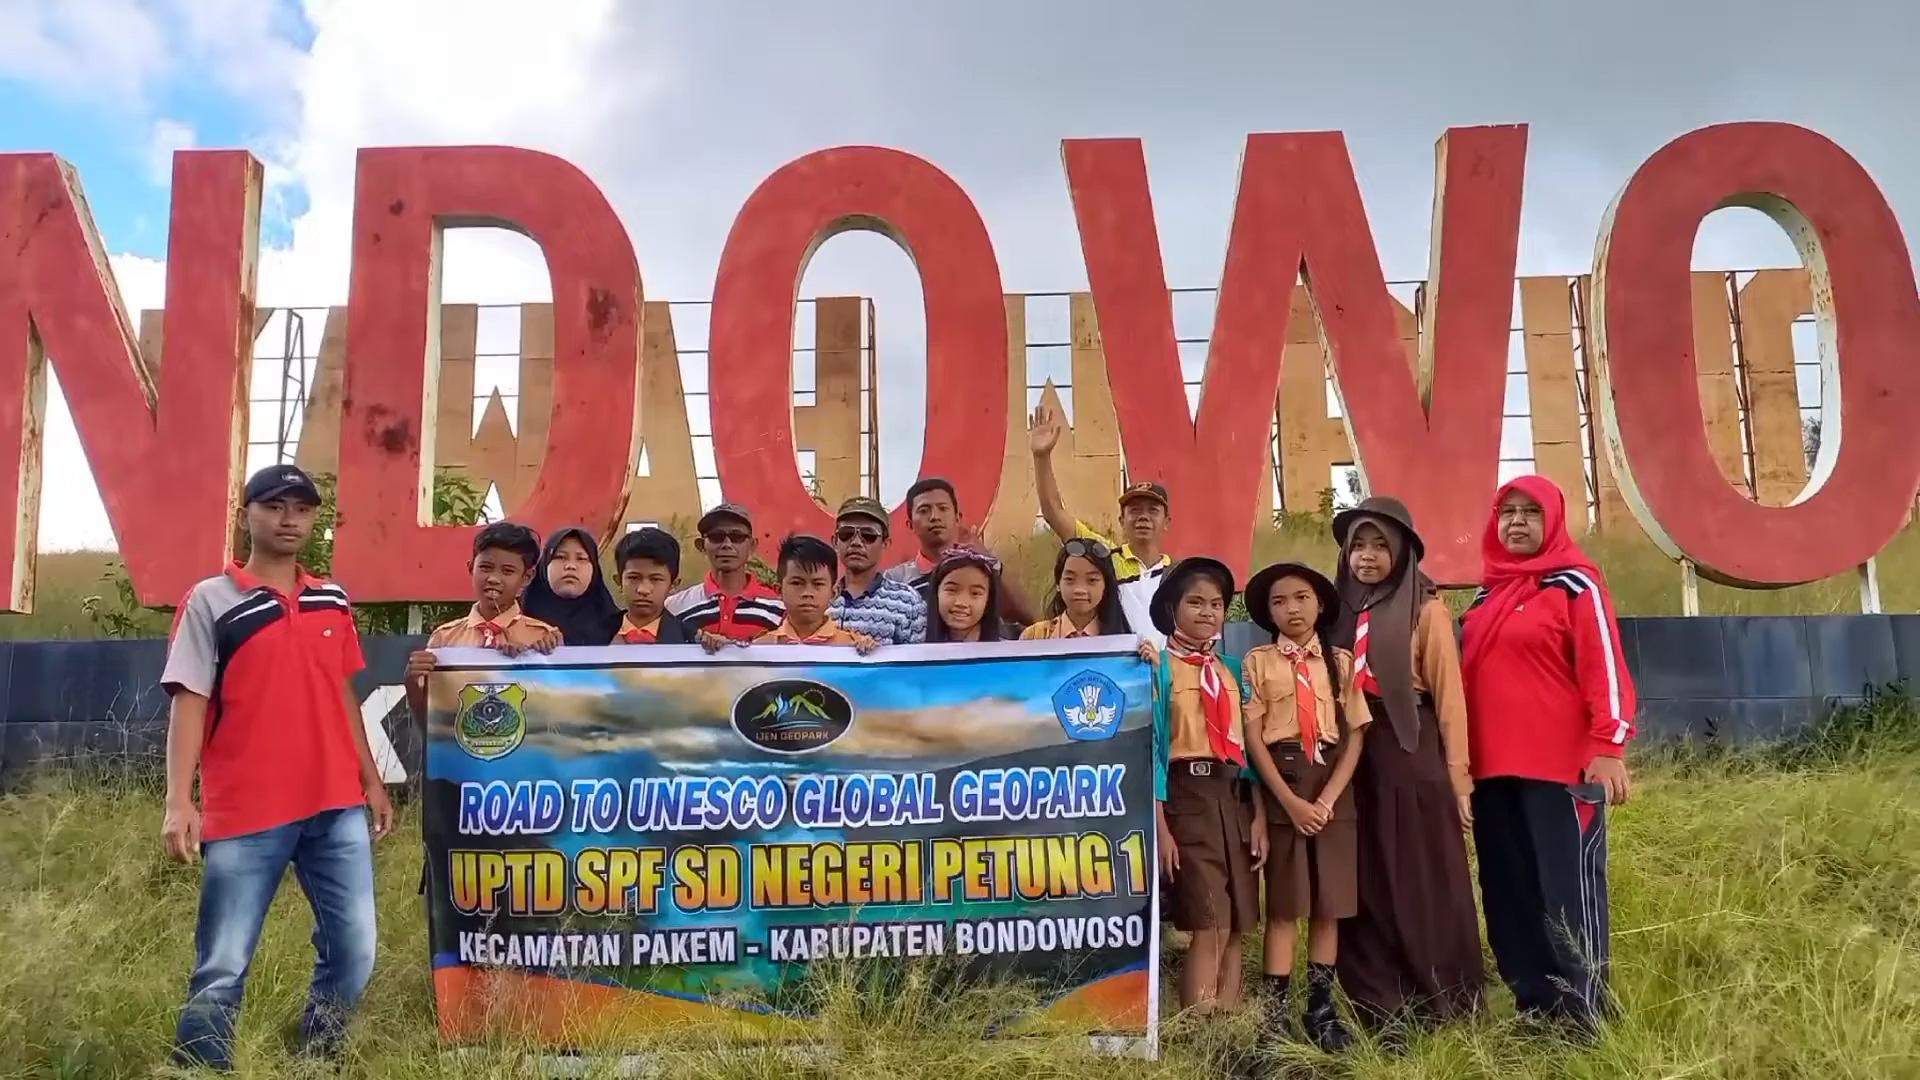 NDOWO
IJEN GEOPARK
ROAD TO UNESCO GLOBAL GEOPARK
UPTD SPF SD NEGERI PETUNG 1
KECAMATAN PAKEM - KABUPATEN BONDOWOSO